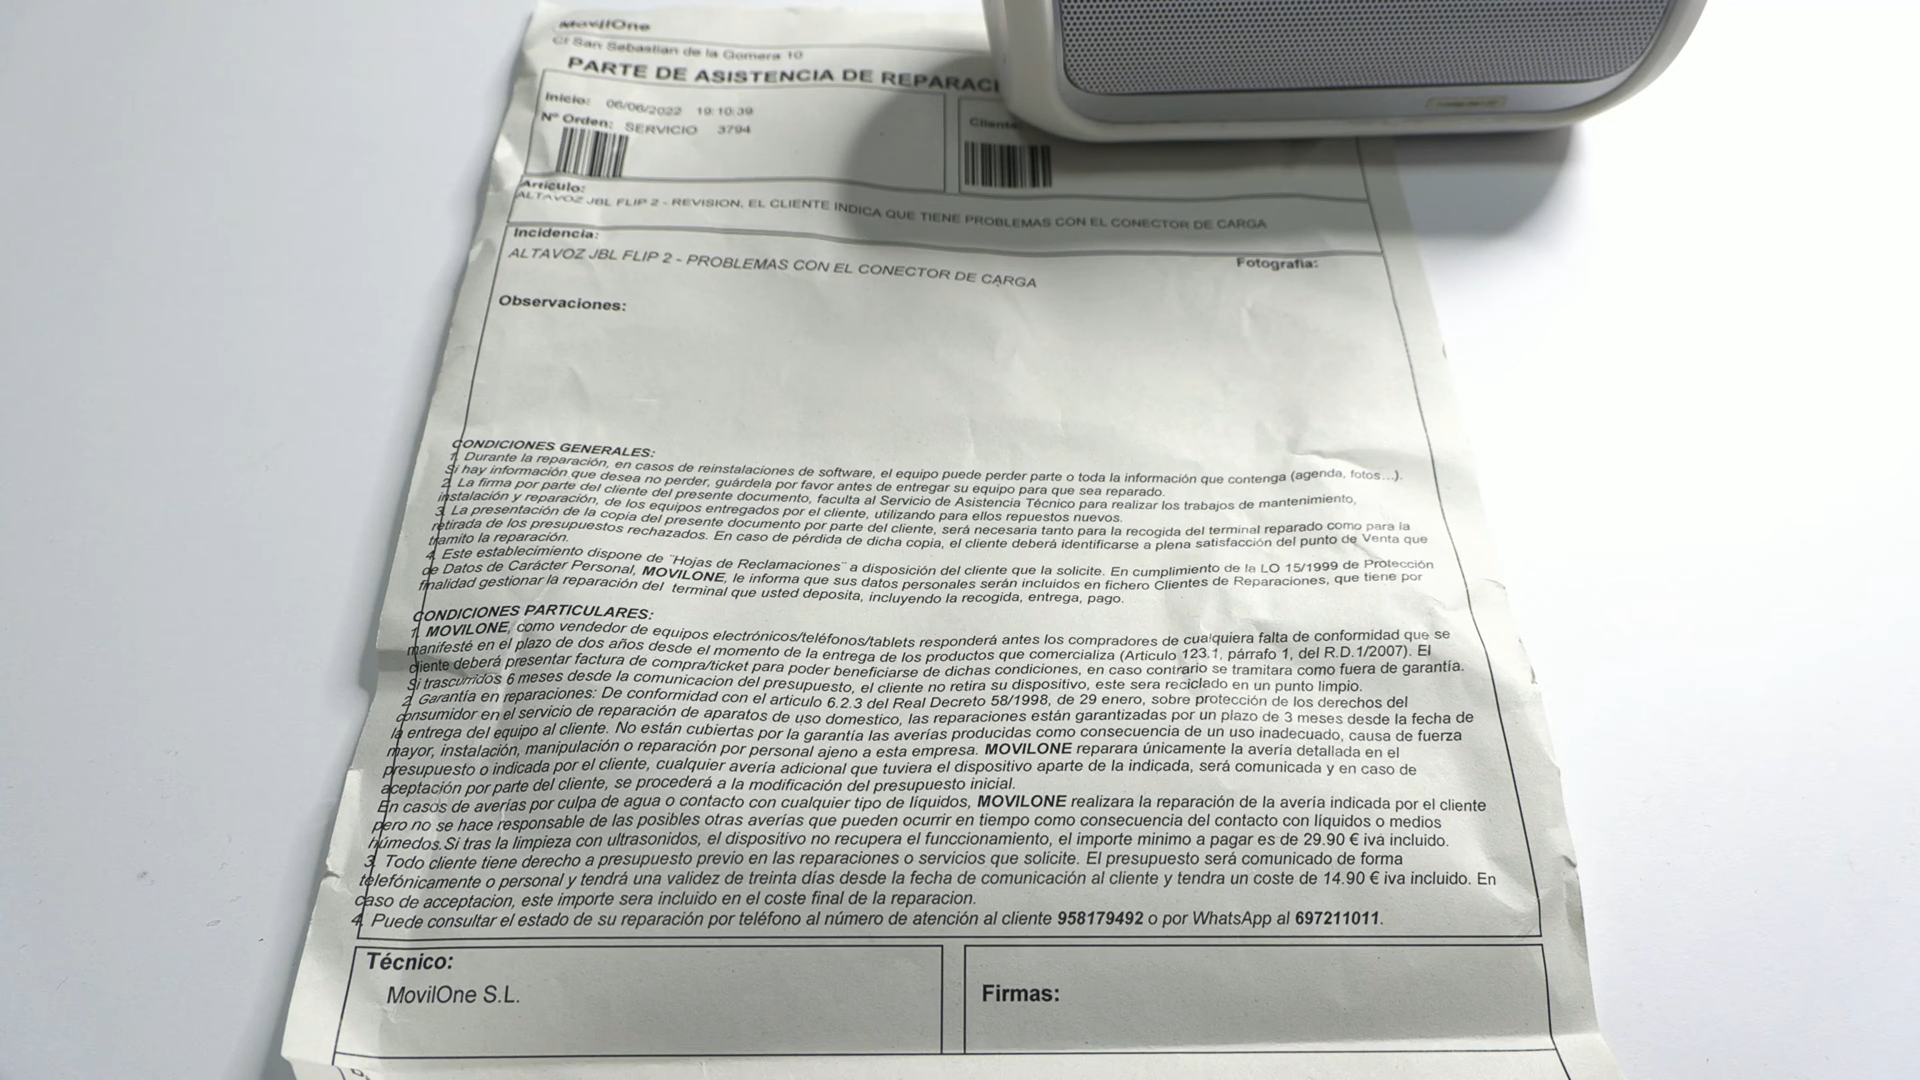 MovilOne
C/ San Sebastian de la Gomera 10
PARTE DE ASISTENCIA DE REPARACI
Inicio: 06/06/2022 19:10:39
Nº Orden: SERVICIO 3794
Cliente
Artículo:
ALTAVOZ JBL FLIP 2 - REVISION, EL CLIENTE INDICA QUE TIENE PROBLEMAS CON EL CONECTOR DE CARGA
Incidencia:
ALTAVOZ JBL FLIP 2 - PROBLEMAS CON EL CONECTOR DE CARGA
Fotografía:
Observaciones:
CONDICIONES GENERALES:
1. Durante la reparación, en casos de reinstalaciones de software, el equipo puede perder parte o toda la información que contenga (agenda, fotos...).
Si hay información que desea no perder, guárdela por favor antes de entregar su equipo para que sea reparado.
2. La firma por parte del cliente del presente documento, faculta al Servicio de Asistencia Técnico para realizar los trabajos de mantenimiento,
instalación y reparación, de los equipos entregados por el cliente, utilizando para ellos repuestos nuevos.
3. La presentación de la copia del presente documento por parte del cliente, será necesaria tanto para la recogida del terminal reparado como para la
retirada de los presupuestos rechazados. En caso de pérdida de dicha copia, el cliente deberá identificarse a plena satisfacción del punto de Venta que
tramito la reparación.
4. Este establecimiento dispone de ¨Hojas de Reclamaciones¨ a disposición del cliente que la solicite. En cumplimiento de la LO 15/1999 de Protección
de Datos de Carácter Personal, MOVILONE, le informa que sus datos personales serán incluidos en fichero Clientes de Reparaciones, que tiene por
finalidad gestionar la reparación del terminal que usted deposita, incluyendo la recogida, entrega, pago.
CONDICIONES PARTICULARES:
1. MOVILONE, como vendedor de equipos electrónicos/teléfonos/tablets responderá antes los compradores de cualquiera falta de conformidad que se
manifesté en el plazo de dos años desde el momento de la entrega de los productos que comercializa (Articulo 123.1, párrafo 1, del R.D.1/2007). El
cliente deberá presentar factura de compra/ticket para poder beneficiarse de dichas condiciones, en caso contrario se tramitara como fuera de garantía.
Si trascurridos 6 meses desde la comunicacion del presupuesto, el cliente no retira su dispositivo, este sera reciclado en un punto limpio.
2. Garantía en reparaciones: De conformidad con el articulo 6.2.3 del Real Decreto 58/1998, de 29 enero, sobre protección de los derechos del
consumidor en el servicio de reparación de aparatos de uso domestico, las reparaciones están garantizadas por un plazo de 3 meses desde la fecha de
la entrega del equipo al cliente. No están cubiertas por la garantía las averías producidas como consecuencia de un uso inadecuado, causa de fuerza
mayor, instalación, manipulación o reparación por personal ajeno a esta empresa. MOVILONE reparara únicamente la avería detallada en el
presupuesto o indicada por el cliente, cualquier avería adicional que tuviera el dispositivo aparte de la indicada, será comunicada y en caso de
aceptación por parte del cliente, se procederá a la modificación del presupuesto inicial.
En casos de averías por culpa de agua o contacto con cualquier tipo de líquidos, MOVILONE realizara la reparación de la avería indicada por el cliente
pero no se hace responsable de las posibles otras averías que pueden ocurrir en tiempo como consecuencia del contacto con líquidos o medios
húmedos. Si tras la limpieza con ultrasonidos, el dispositivo no recupera el funccionamiento, el importe minimo a pagar es de 29.90 € iva incluido.
3. Todo cliente tiene derecho a presupuesto previo en las reparaciones o servicios que solicite. El presupuesto será comunicado de forma
telefónicamente o personal y tendrá una validez de treinta días desde la fecha de comunicación al cliente y tendra un coste de 14.90 € iva incluido. En
caso de acceptacion, este importe sera incluido en el coste final de la reparacion.
4. Puede consultar el estado de su reparación por teléfono al número de atención al cliente 958179492 o por WhatsApp al 697211011.
Técnico:
MovilOne S.L.
Firmas: